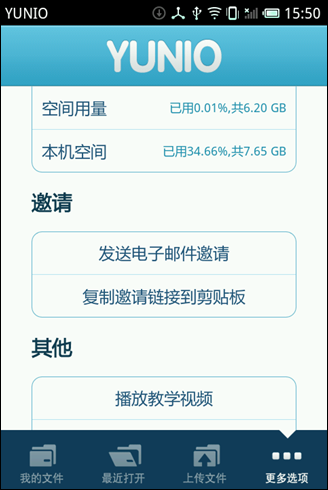 YUNIO 15:50
YUNIO
空间用量 已用0.01%,共6.20 GB
本机空间 已用34.66%,共7.65 GB
邀请
发送电子邮件邀请
复制邀请链接到剪贴板
其他
播放教学视频
我的文件 最近打开 上传文件 更多选项